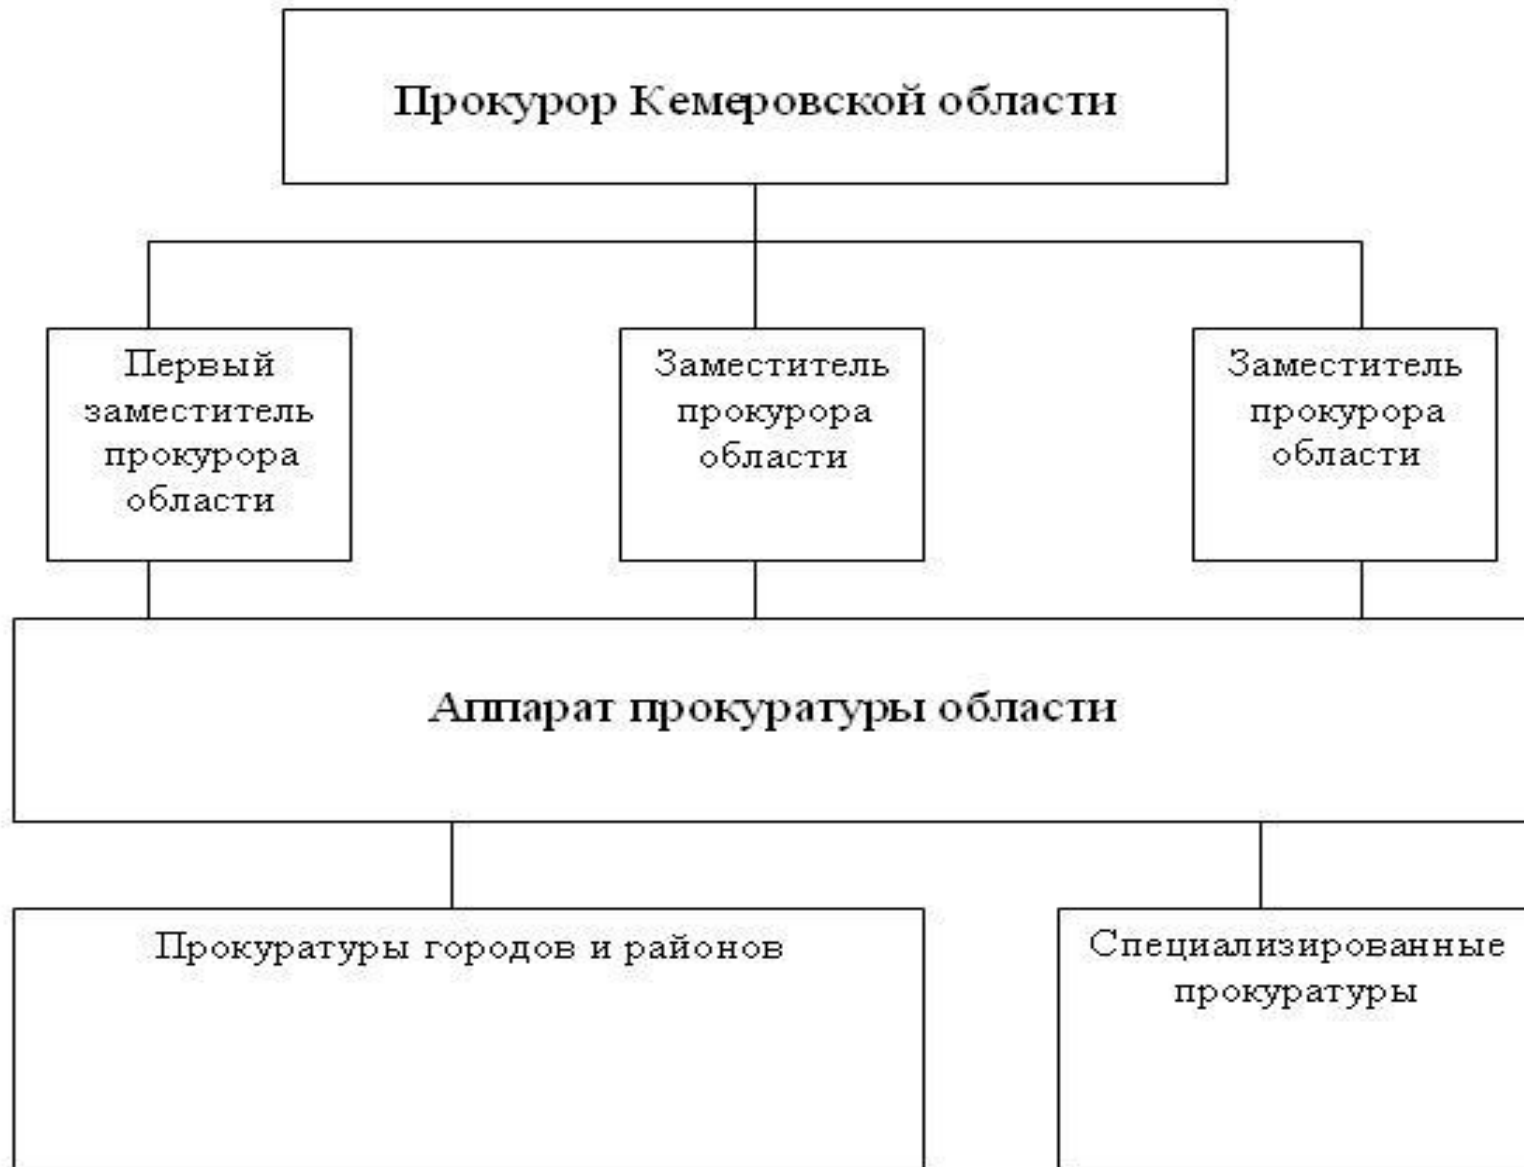 Прокурор Кемеровской области
Первый
заместитель
прокурора
области
Заместитель
прокурора
области
Заместитель
прокурора
области
Аппарат прокуратуры области
Прокуратуры городов и районов
Специализированные
прокуратуры